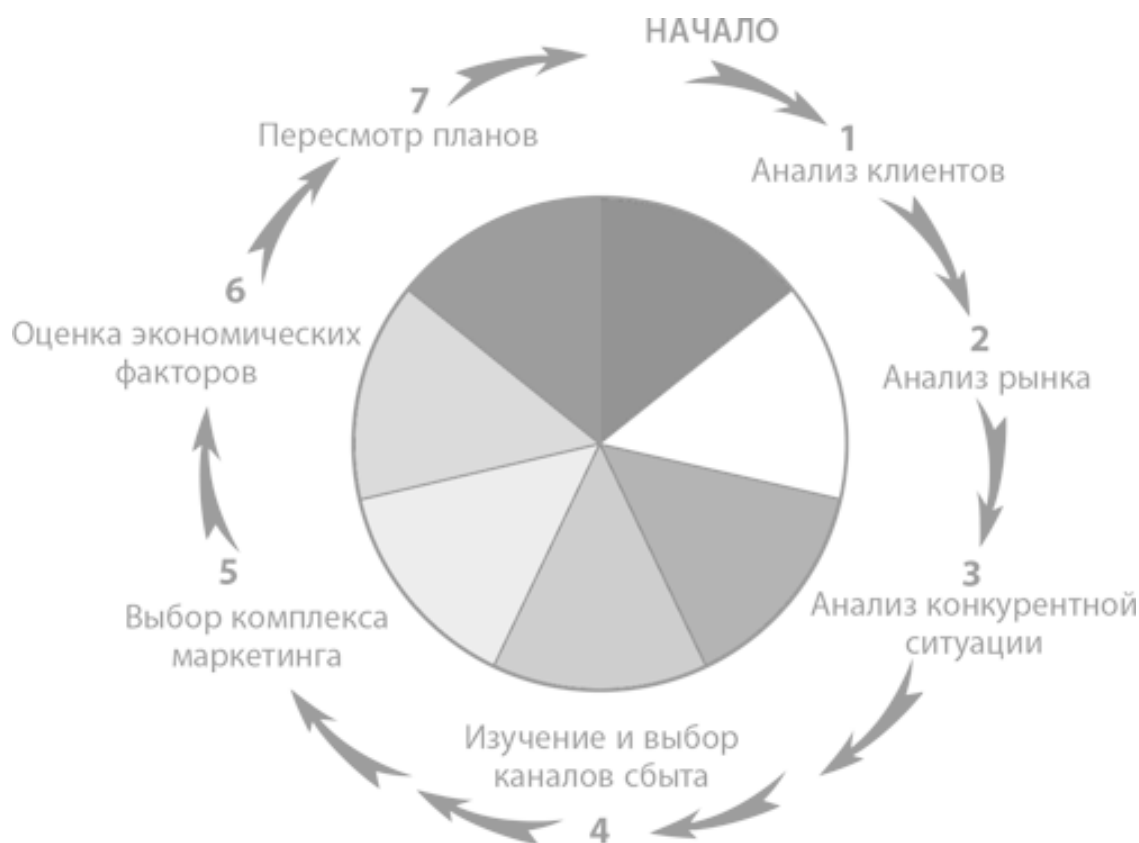 НАЧАЛО
1
Анализ клиентов
2
Анализ рынка
3
Анализ конкурентной
ситуации
4
Изучение и выбор
каналов сбыта
5
Выбор комплекса
маркетинга
6
Оценка экономических
факторов
7
Пересмотр планов